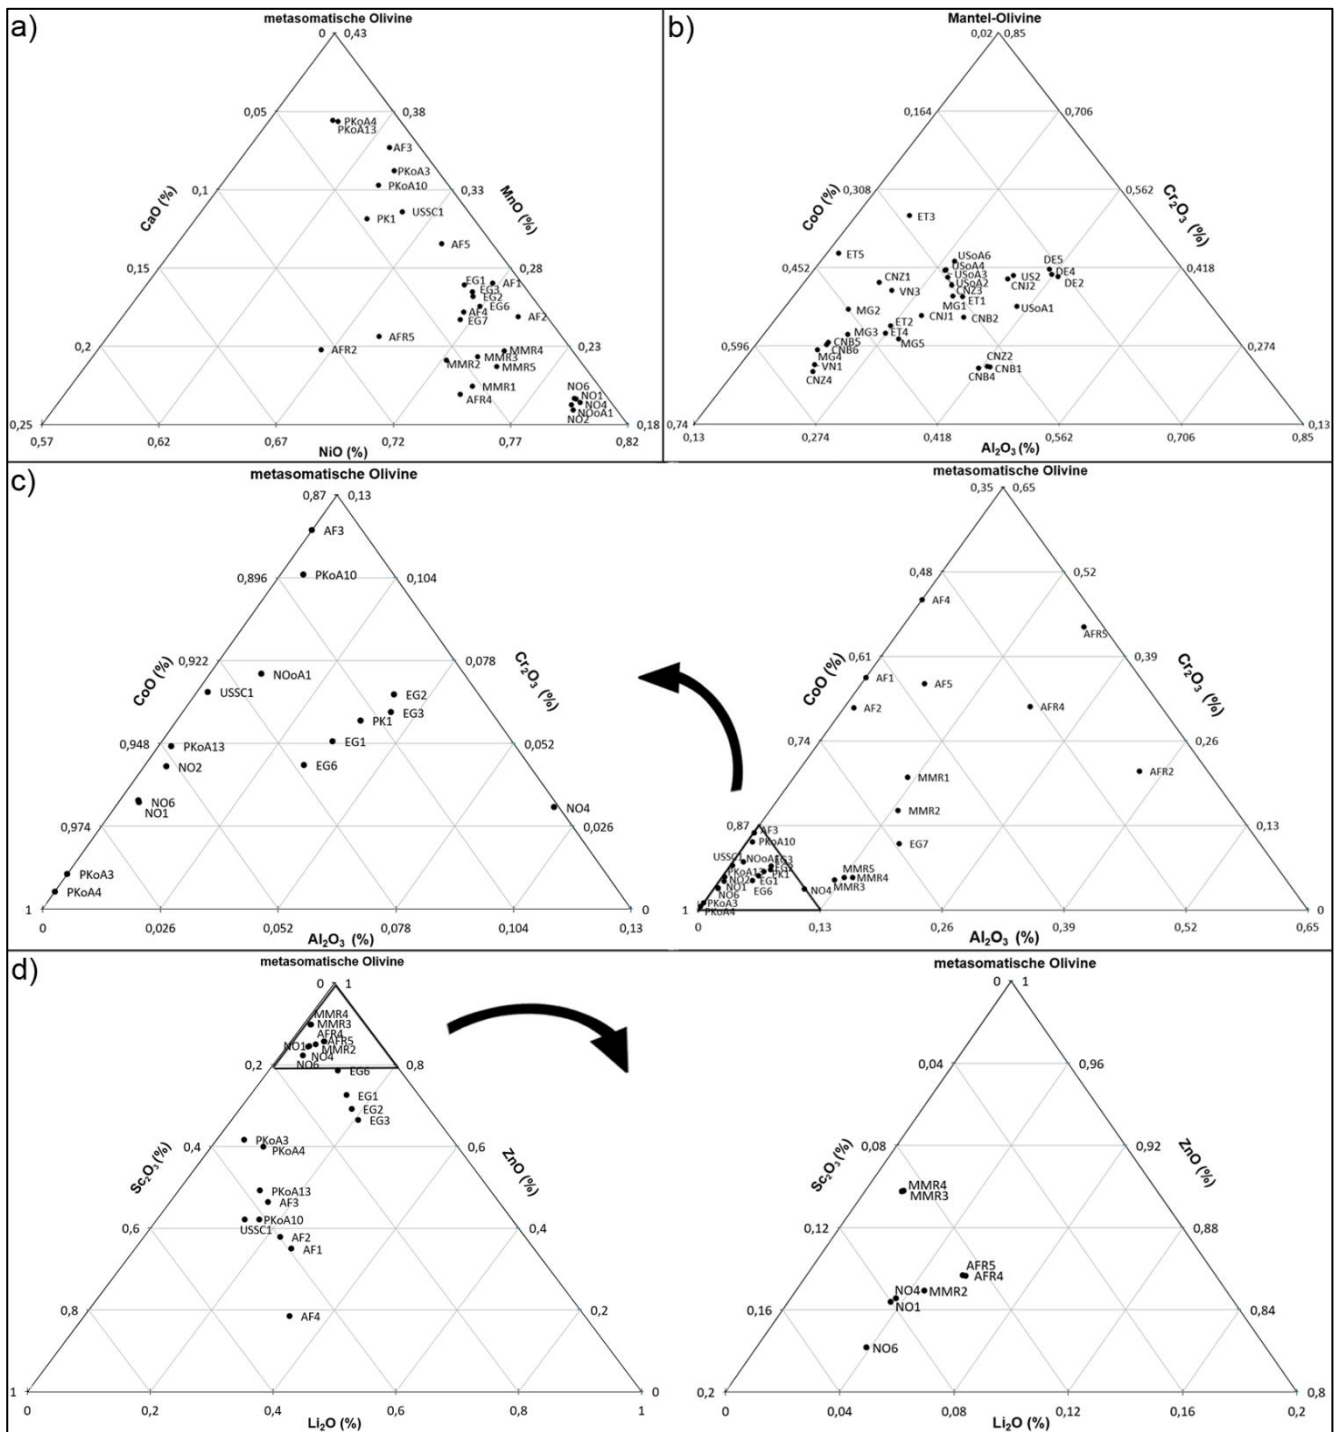 a)
metasomatische Olivine
0 0,43
0,05 0,38
PKoA4
PKoA13
AF3
PKoA3
0,1 PKoA10 0,33
CaO (%)
MnO (%)
USSC1
PK1
AF5
0,15 0,28
EG1 AF1
EG3
EG2
EG6
AF4 AF2
EG7
AFR5
0,2 AFR2 0,23
MMR4
MMR3
MMR2 MMR5
MMR1
AFR4
NO6
NO1
NO4
NOoA1
NO2
0,25 0,18
0,57 0,62 0,67 0,72 0,77 0,82
NiO (%)
b)
Mantel-Olivine
0,02 0,85
0,164 0,706
0,308 0,562
CoO (%)
Cr₂O₃ (%)
ET3
ET5
USoA6
0,452 USoA4 DE5 0,418
USoA3 US2 DE4
CNZ1 USoA2 CNJ2 DE2
VN3 CNZ3
ET1
MG1 USoA1
MG2 CNJ1 CNB2
ET2
MG3 ET4
CNB5 MG5
0,596 CNB6 0,274
MG4 CNZ2
VN1 CNB1
CNZ4 CNB4
0,74 0,13
0,13 0,274 0,418 0,562 0,706 0,85
Al₂O₃ (%)
c)
metasomatische Olivine
0,87 0,13
AF3
0,896 PKoA10 0,104
0,922 0,078
CoO (%)
Cr₂O₃ (%)
NOoA1
USSC1 EG2
EG3
PK1
EG1
0,948 PKoA13 0,052
NO2 EG6
NO6 NO4
NO1
0,974 0,026
PKoA3
PKoA4
1 0
0 0,026 0,052 0,078 0,104 0,13
Al₂O₃ (%)
metasomatische Olivine
0,35 0,65
0,48 0,52
AF4
AFR5
0,61 0,39
CoO (%)
Cr₂O₃ (%)
AF1 AF5
AF2 AFR4
0,74 0,26
AFR2
MMR1
MMR2
0,87 0,13
AF3
PKoA10
EG7
USSC1 NOoA1 EG3
EG2
PKoA13 PK1 MMR5
NO2 EG1 MMR4
NO1 EG6 NO4 MMR3
NO6
PKoA3
PKoA4
1
0 0,13 0,26 0,39 0,52 0,65
0
Al₂O₃ (%)
d)
metasomatische Olivine
0 1
MMR4
MMR3
AFR4
AFR5
NO1 MMR2
NO4
NO6
0,2 EG6 0,8
EG1
EG2
EG3
0,4 PKoA3 0,6
PKoA4
Sc₂O₃ (%)
ZnO (%)
PKoA13
AF3
PKoA10
USSC1
0,6 AF2 0,4
AF1
0,8 AF4 0,2
1 0
0 0,2 0,4 0,6 0,8 1
Li₂O (%)
metasomatische Olivine
0 1
0,04 0,96
0,08 0,92
Sc₂O₃ (%)
ZnO (%)
MMR4
MMR3
0,12 0,88
AFR5
AFR4
NO4 MMR2
NO1
0,16 0,84
NO6
0,2 0,8
0 0,04 0,08 0,12 0,16 0,2
Li₂O (%)